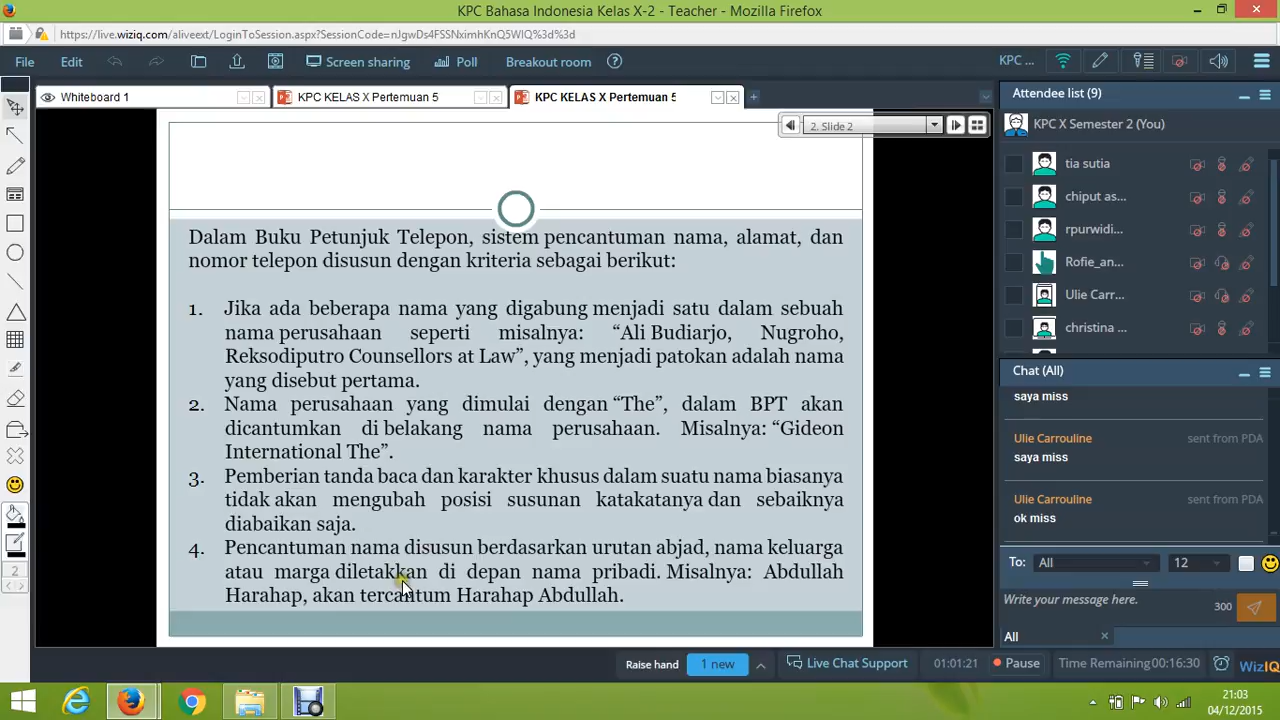 KPC Bahasa Indonesia Kelas X-2 - Teacher - Mozilla Firefox
https://live.wiziq.com/aliveext/LoginToSession.aspx?SessionCode=nJgwDs4FSSNximhKnQ5WlQ%3d%3d
File Edit Screen sharing Poll Breakout room ? KPC ...
Whiteboard 1 KPC KELAS X Pertemuan 5 KPC KELAS X Pertemuan 5
2. Slide 2
Dalam Buku Petunjuk Telepon, sistem pencantuman nama, alamat, dan
nomor telepon disusun dengan kriteria sebagai berikut:
1. Jika ada beberapa nama yang digabung menjadi satu dalam sebuah
nama perusahaan seperti misalnya: “Ali Budiarjo, Nugroho,
Reksodiputro Counsellors at Law”, yang menjadi patokan adalah nama
yang disebut pertama.
2. Nama perusahaan yang dimulai dengan “The”, dalam BPT akan
dicantumkan di belakang nama perusahaan. Misalnya: “Gideon
International The”.
3. Pemberian tanda baca dan karakter khusus dalam suatu nama biasanya
tidak akan mengubah posisi susunan katakatanya dan sebaiknya
diabaikan saja.
4. Pencantuman nama disusun berdasarkan urutan abjad, nama keluarga
atau marga diletakkan di depan nama pribadi. Misalnya: Abdullah
Harahap, akan tercantum Harahap Abdullah.
2
Attendee list (9)
KPC X Semester 2 (You)
tia sutia
chiput as...
rpurwidi...
Rofie_an...
Ulie Carr...
christina ...
Chat (All)
saya miss
Ulie Carrouline sent from PDA
saya miss
Ulie Carrouline sent from PDA
ok miss
To: All 12
Write your message here. 300
All
Raise hand 1 new Live Chat Support 01:01:21 Pause Time Remaining 00:16:30 WizIQ
21:03
04/12/2015